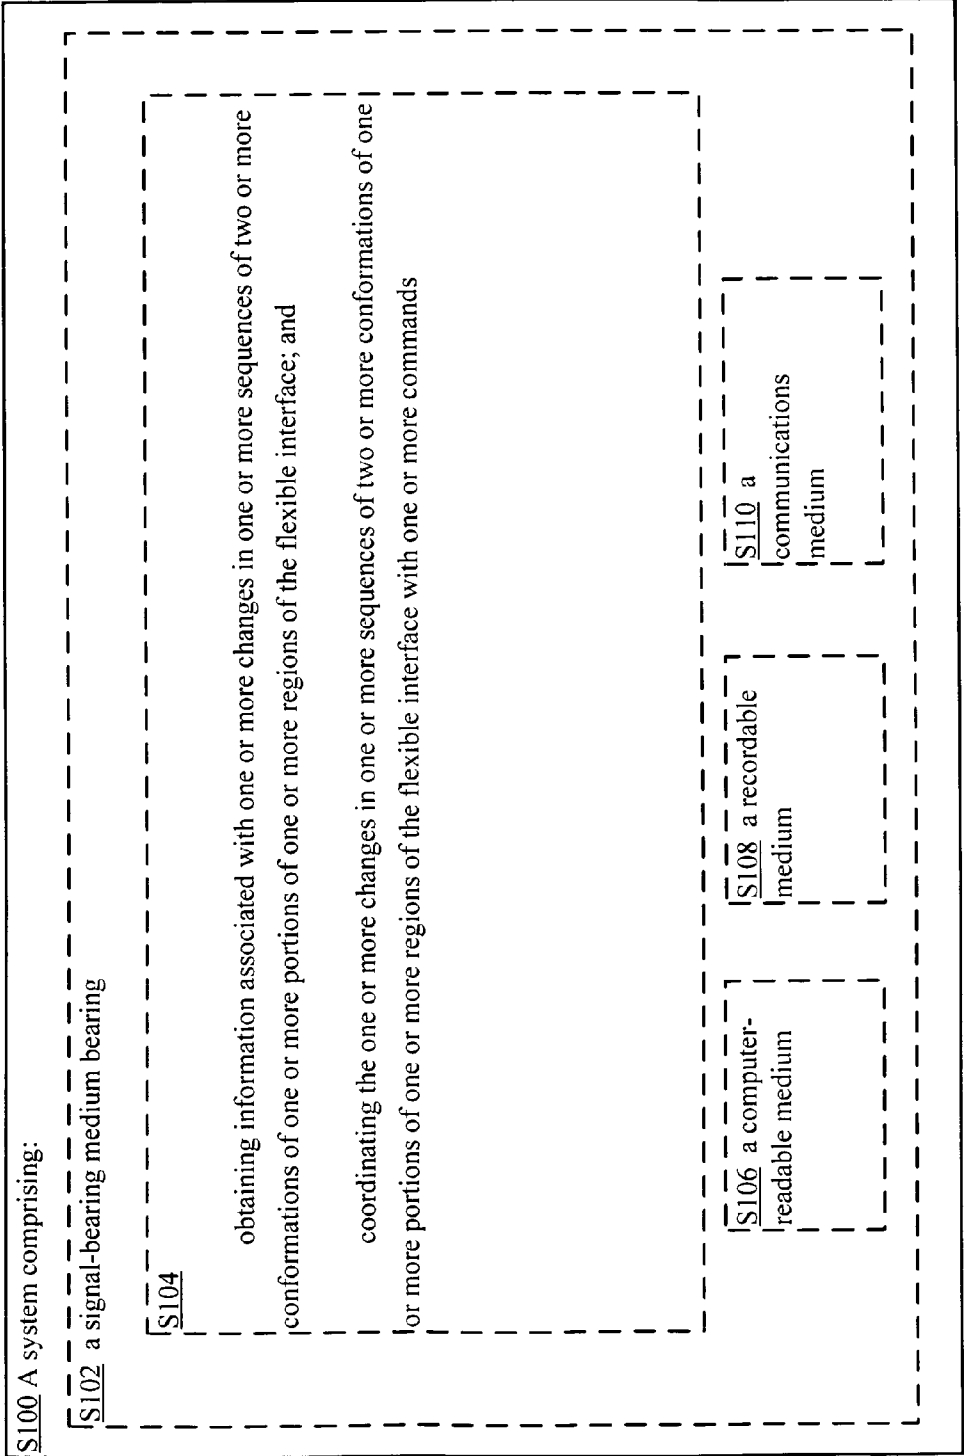 S100 A system comprising:
S102 a signal-bearing medium bearing
S104
obtaining information associated with one or more changes in one or more sequences of two or more
conformations of one or more portions of one or more regions of the flexible interface; and
coordinating the one or more changes in one or more sequences of two or more conformations of one
or more portions of one or more regions of the flexible interface with one or more commands
S106 a computer-
readable medium
S108 a recordable
medium
S110 a
communications
medium